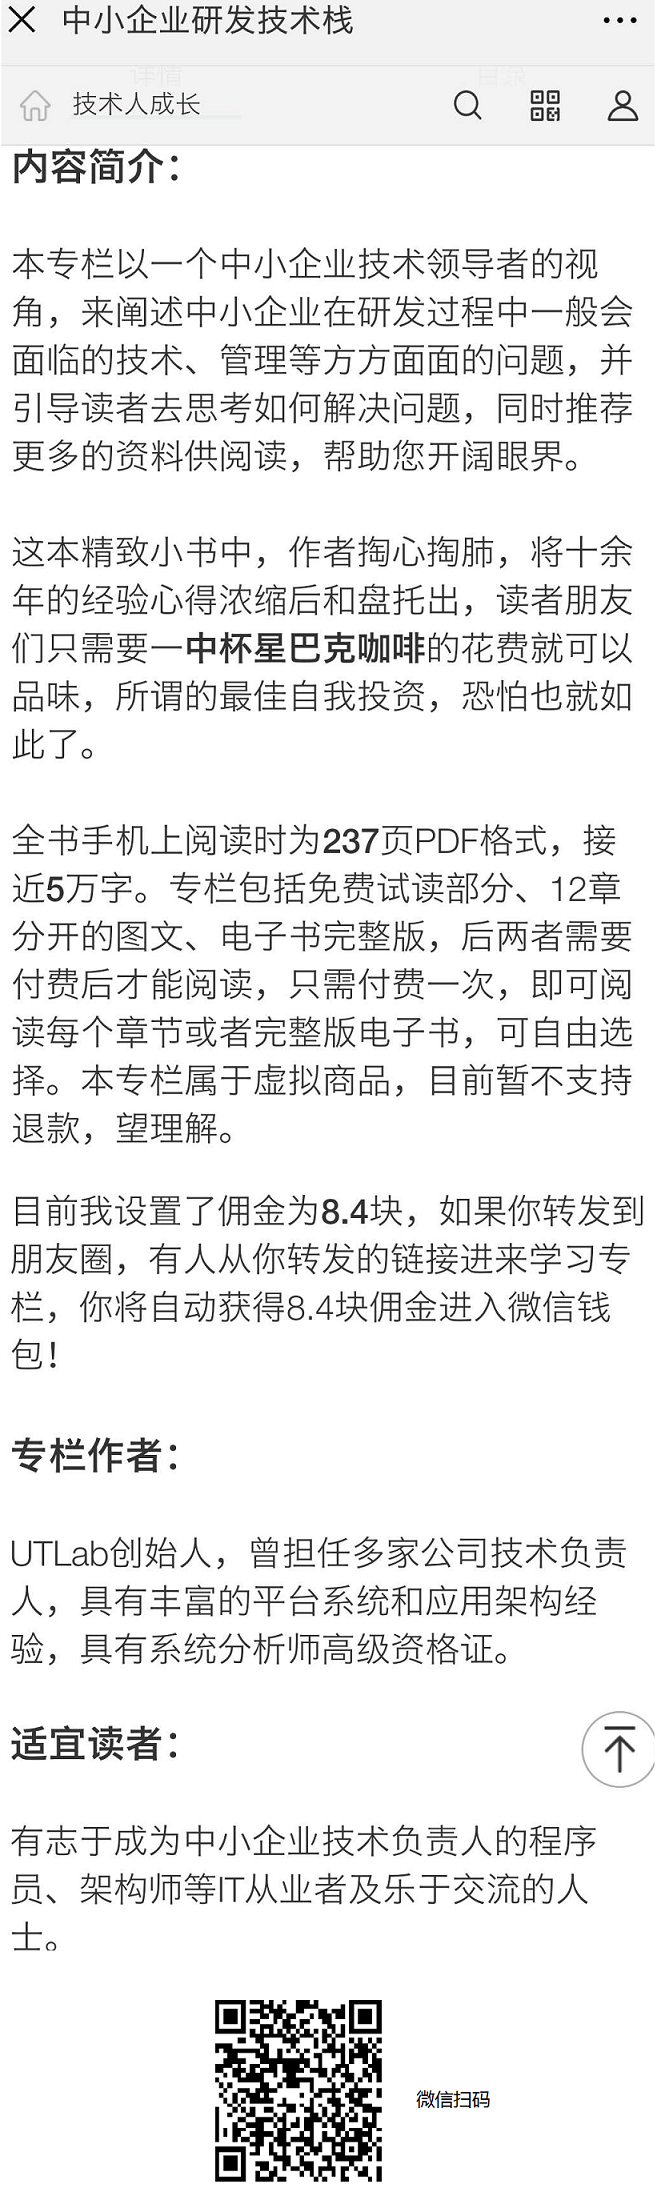 中小企业研发技术栈
详情
目录
技术人成长
内容简介：
本专栏以一个中小企业技术领导者的视
角，来阐述中小企业在研发过程中一般会
面临的技术、管理等方方面面的问题，并
引导读者去思考如何解决问题，同时推荐
更多的资料供阅读，帮助您开阔眼界。
这本精致小书中，作者掏心掏肺，将十余
年的经验心得浓缩后和盘托出，读者朋友
们只需要一中杯星巴克咖啡的花费就可以
品味，所谓的最佳自我投资，恐怕也就如
此了。
全书手机上阅读时为237页PDF格式，接
近5万字。专栏包括免费试读部分、12章
分开的图文、电子书完整版，后两者需要
付费后才能阅读，只需付费一次，即可阅
读每个章节或者完整版电子书，可自由选
择。本专栏属于虚拟商品，目前暂不支持
退款，望理解。
目前我设置了佣金为8.4块，如果你转发到
朋友圈，有人从你转发的链接进来学习专
栏，你将自动获得8.4块佣金进入微信钱
包！
专栏作者：
UTLab创始人，曾担任多家公司技术负责
人，具有丰富的平台系统和应用架构经
验，具有系统分析师高级资格证。
适宜读者：
有志于成为中小企业技术负责人的程序
员、架构师等IT从业者及乐于交流的人
士。
微信扫码